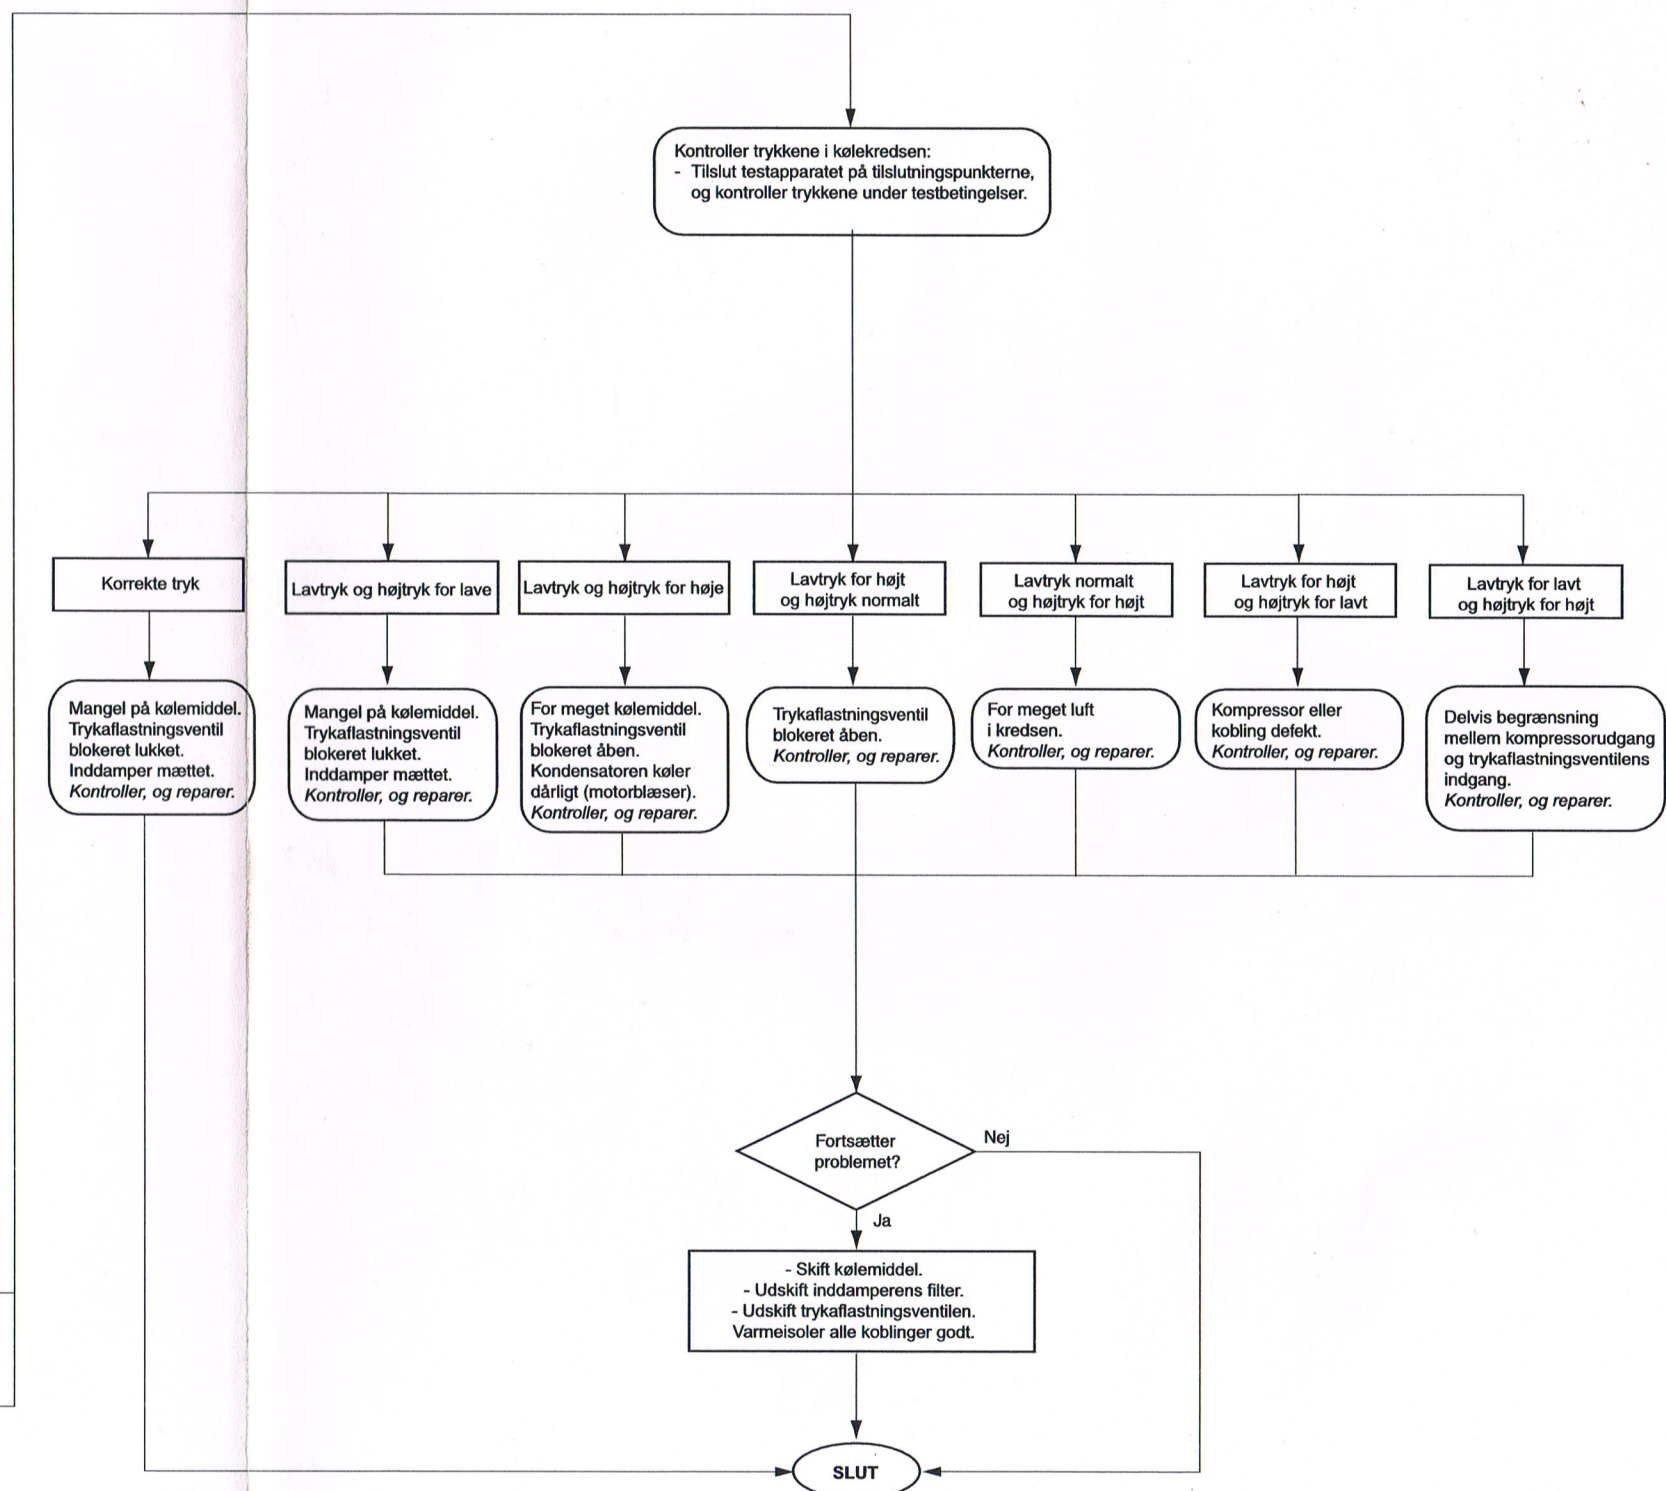 Kontroller trykkene i kølekredsen:
- Tilslut testapparatet på tilslutningspunkterne,
og kontroller trykkene under testbetingelser.
Korrekte tryk
Lavtryk og højtryk for lave
Lavtryk og højtryk for høje
Lavtryk for højt
og højtryk normalt
Lavtryk normalt
og højtryk for højt
Lavtryk for højt
og højtryk for lavt
Lavtryk for lavt
og højtryk for højt
Mangel på kølemiddel.
Trykaflastningsventil
blokeret lukket.
Inddamper mættet.
Kontroller, og reparer.
Mangel på kølemiddel.
Trykaflastningsventil
blokeret lukket.
Inddamper mættet.
Kontroller, og reparer.
For meget kølemiddel.
Trykaflastningsventil
blokeret åben.
Kondensatoren køler
dårligt (motorblæser).
Kontroller, og reparer.
Trykaflastningsventil
blokeret åben.
Kontroller, og reparer.
For meget luft
i kredsen.
Kontroller, og reparer.
Kompressor eller
kobling defekt.
Kontroller, og reparer.
Delvis begrænsning
mellem kompressorudgang
og trykaflastningsventilens
indgang.
Kontroller, og reparer.
Fortsætter
problemet?
Nej
Ja
- Skift kølemiddel.
- Udskift inddamperens filter.
- Udskift trykaflastningsventilen.
Varmeisoler alle koblinger godt.
SLUT